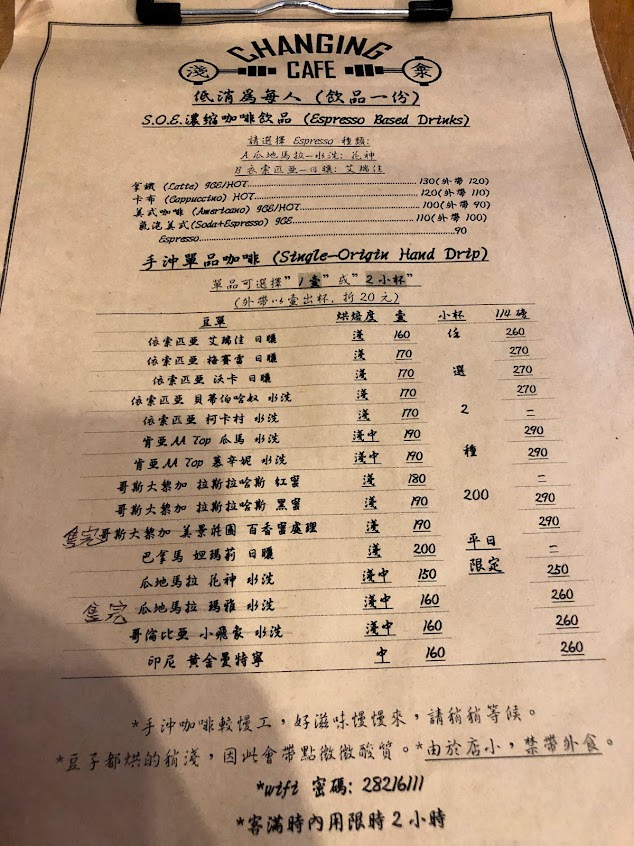 CHANGING
淺 CAFE 焙
低消為每人 (飲品一份)
S.O.E.濃縮咖啡飲品 (Espresso Based Drinks)
請選擇 Espresso 種類:
A瓜地馬拉—水洗: 花神
B衣索匹亞—日曬: 艾瑞佳
拿鐵 (Latte) ICE/HOT 130(外帶 120)
卡布 (Cappuccino) HOT 120(外帶 110)
美式咖啡 (Americano) ICE/HOT 100(外帶 90)
氣泡美式(Soda+Espresso) ICE 110(外帶 100)
Espresso 90
手沖單品咖啡 (Single-Origin Hand Drip)
單品可選擇"1壺"或"2小杯"
(外帶以壺出杯,折20元)
豆單 烘焙度 壺 小杯 1/4磅
依索匹亞 艾瑞佳 日曬 淺 160 任 260
依索匹亞 梅賽雷 日曬 淺 170 270
依索匹亞 沃卡 日曬 淺 170 選 270
依索匹亞 貝蒂伯啥奴 水洗 淺 170 270
依索匹亞 柯卡村 水洗 淺 170 2 –
肯亞AA Top 瓜馬 水洗 淺中 190 290
肯亞AA Top 慕辛妮 水洗 淺中 190 種 290
哥斯大黎加 拉斯拉哈斯 紅蜜 淺 180 –
哥斯大黎加 拉斯拉哈斯 黑蜜 淺 190 200 290
售完 哥斯大黎加 美景莊園 百香蜜處理 淺 190 290
巴拿馬 妲瑪莉 日曬 淺 200 平日 –
瓜地馬拉 花神 水洗 淺中 150 限定 250
售完 瓜地馬拉 瑪雅 水洗 淺中 160 260
哥倫比亞 小飛象 水洗 淺中 160 260
印尼 黃金曼特寧 中 160 260
*手沖咖啡較慢工,好滋味慢慢來,請稍稍等候。
*豆子都烘的稍淺,因此會帶點微微酸質。*由於店小,禁帶外食。
*wifi 密碼: 28216111
*客滿時內用限時2小時